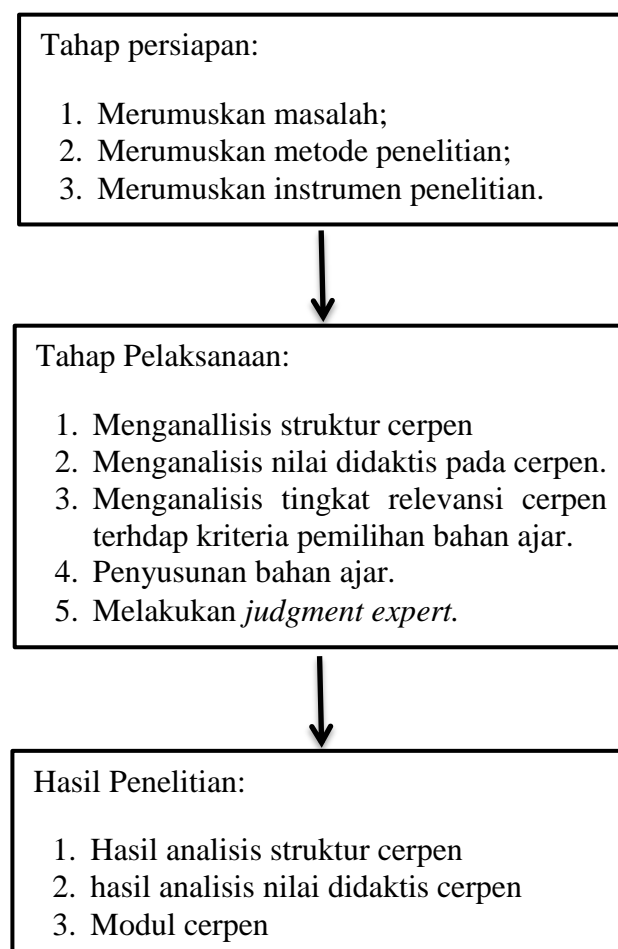 Tahap persiapan:
1. Merumuskan masalah;
2. Merumuskan metode penelitian;
3. Merumuskan instrumen penelitian.
Tahap Pelaksanaan:
1. Menganallisis struktur cerpen
2. Menganalisis nilai didaktis pada cerpen.
3. Menganalisis tingkat relevansi cerpen
terhdap kriteria pemilihan bahan ajar.
4. Penyusunan bahan ajar.
5. Melakukan judgment expert.
Hasil Penelitian:
1. Hasil analisis struktur cerpen
2. hasil analisis nilai didaktis cerpen
3. Modul cerpen